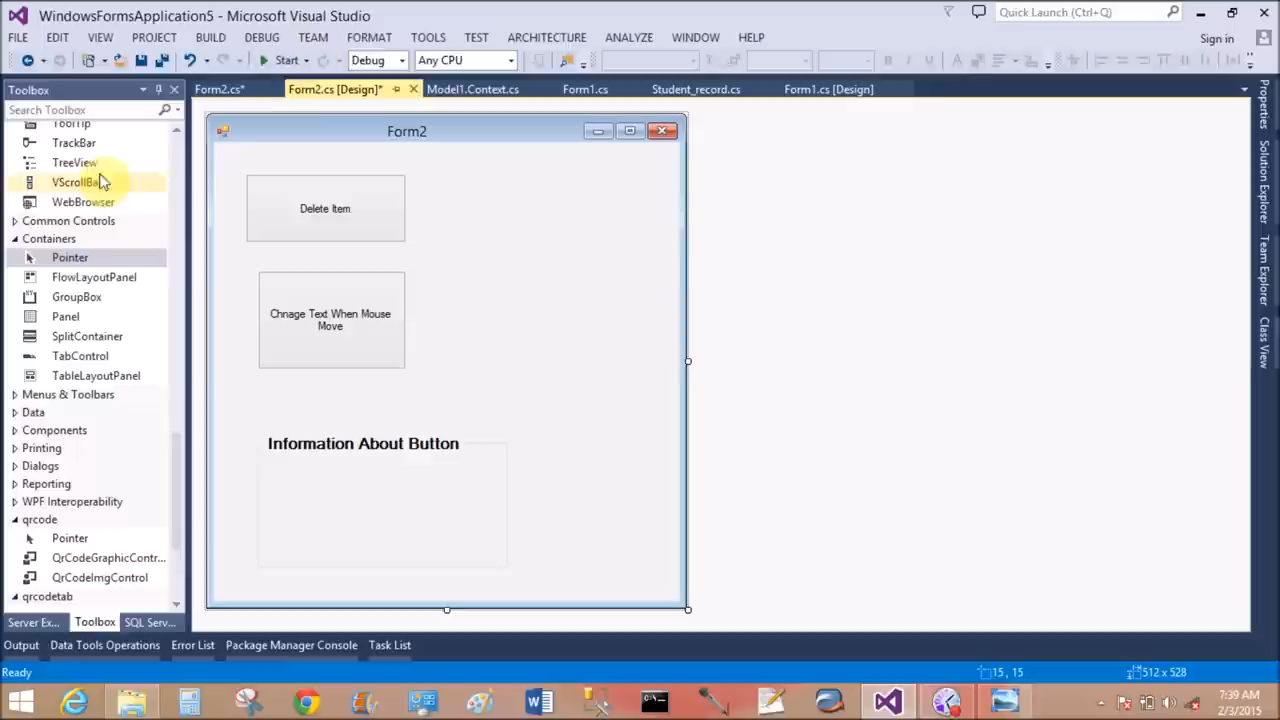 WindowsFormsApplication5 - Microsoft Visual Studio
Quick Launch (Ctrl+Q)
FILE EDIT VIEW PROJECT BUILD DEBUG TEAM FORMAT TOOLS TEST ARCHITECTURE ANALYZE WINDOW HELP
Sign in
Start
Debug
Any CPU
Toolbox
Form2.cs*
Form2.cs [Design]*
Model1.Context.cs
Form1.cs
Student_record.cs
Form1.cs [Design]
Search Toolbox
ToolTip
TrackBar
TreeView
VScrollBar
WebBrowser
Common Controls
Containers
Pointer
FlowLayoutPanel
GroupBox
Panel
SplitContainer
TabControl
TableLayoutPanel
Menus & Toolbars
Data
Components
Printing
Dialogs
Reporting
WPF Interoperability
qrcode
Pointer
QrCodeGraphicContr...
QrCodeImgControl
qrcodetab
Server Ex...
Toolbox
SQL Serv...
Form2
Delete Item
Chnage Text When Mouse
Move
Information About Button
Properties
Solution Explorer
Team Explorer
Class View
Output
Data Tools Operations
Error List
Package Manager Console
Task List
Ready
15 , 15
512 x 528
7:39 AM
2/3/2015